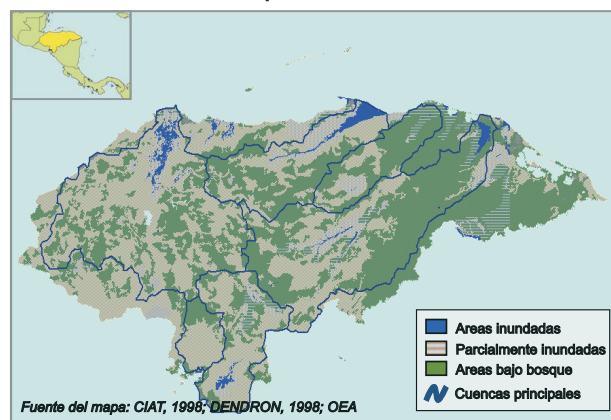 Areas inundadas
Parcialmente inundadas
Areas bajo bosque
Cuencas principales
Fuente del mapa: CIAT, 1998; DENDRON, 1998; OEA